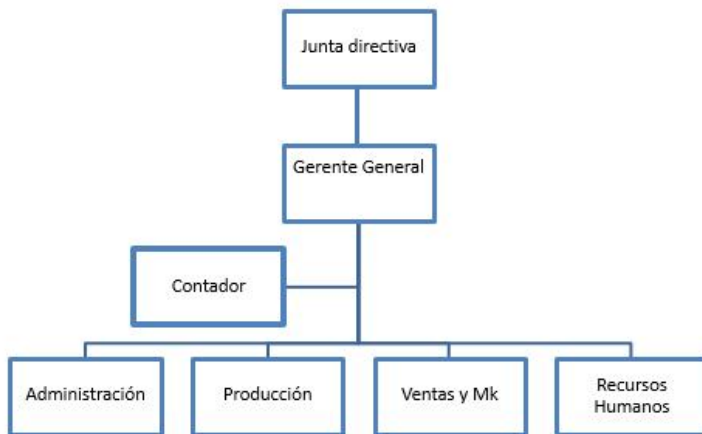 Junta directiva
Gerente General
Contador
Administración
Producción
Ventas y Mk
Recursos
Humanos